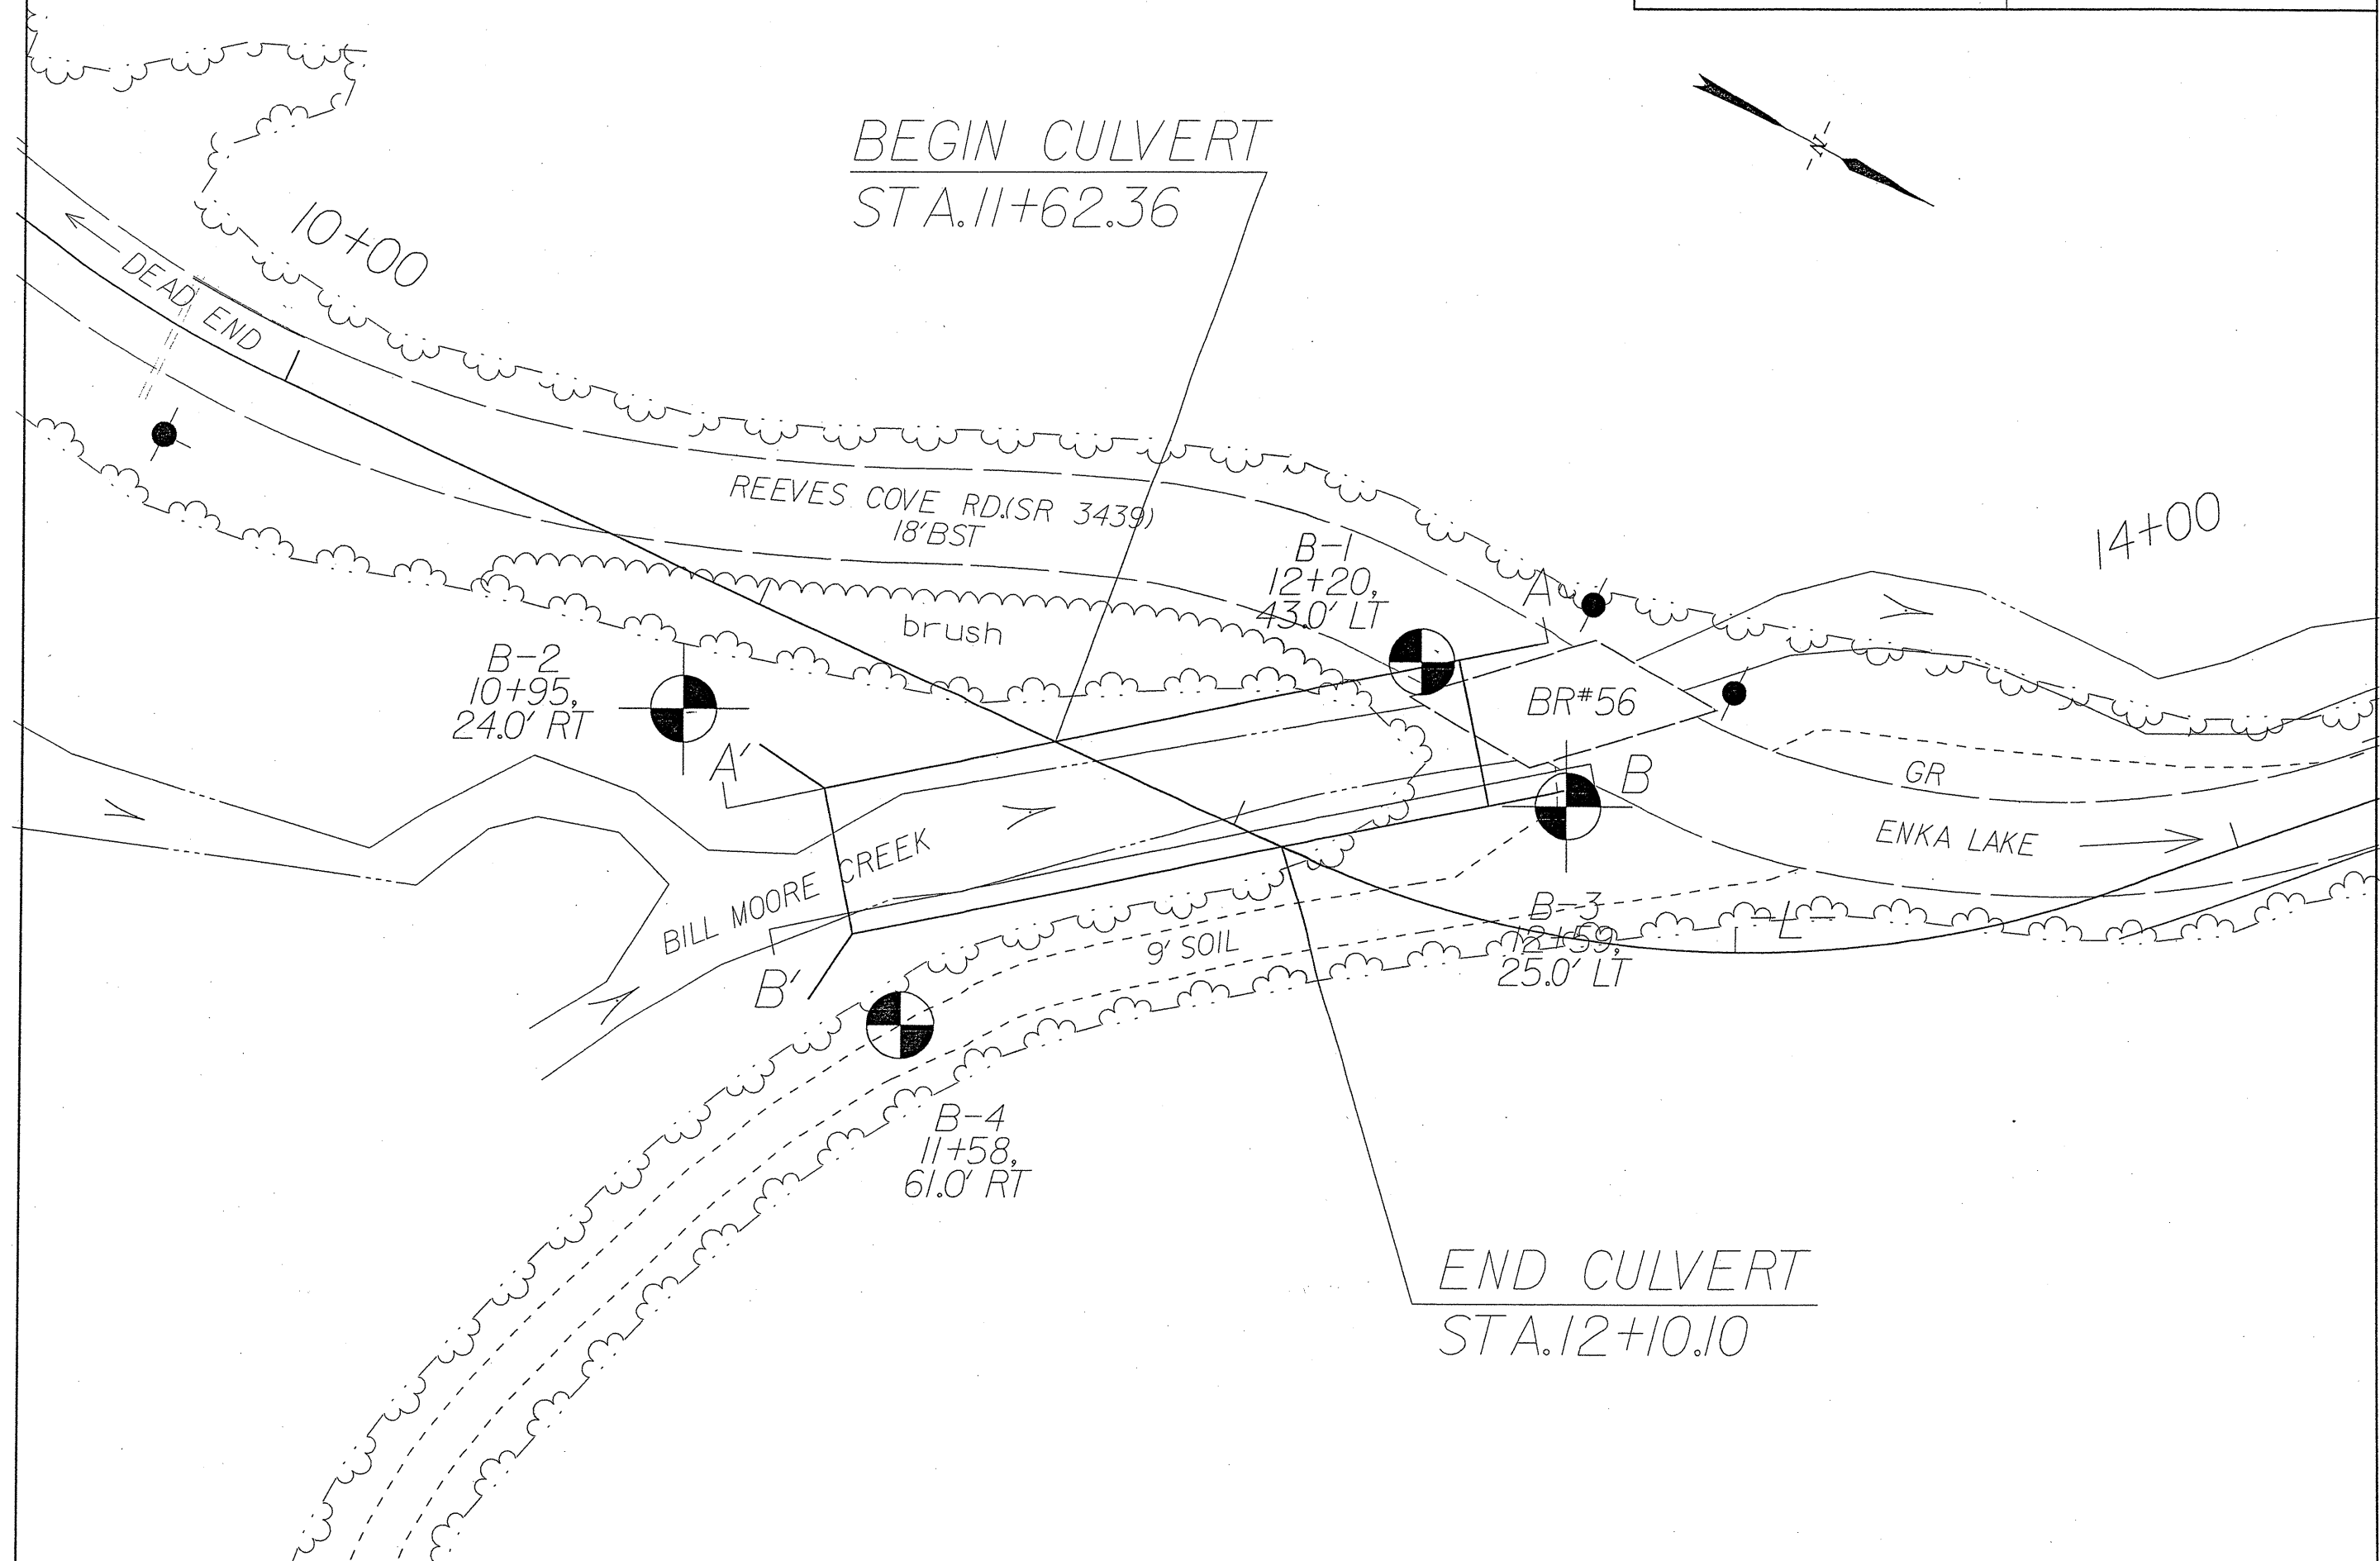 BEGIN CULVERT
STA.11+62.36
-N-
10+00
DEAD END
REEVES COVE RD.(SR 3439)
18'BST
14+00
B-1
12+20,
43.0' LT
A
brush
B-2
10+95,
24.0' RT
BR#56
A'
B
GR
BILL MOORE CREEK
ENKA LAKE
B-3
12+59,
25.0' LT
-L-
9' SOIL
B'
B-4
11+58,
61.0' RT
END CULVERT
STA.12+10.10